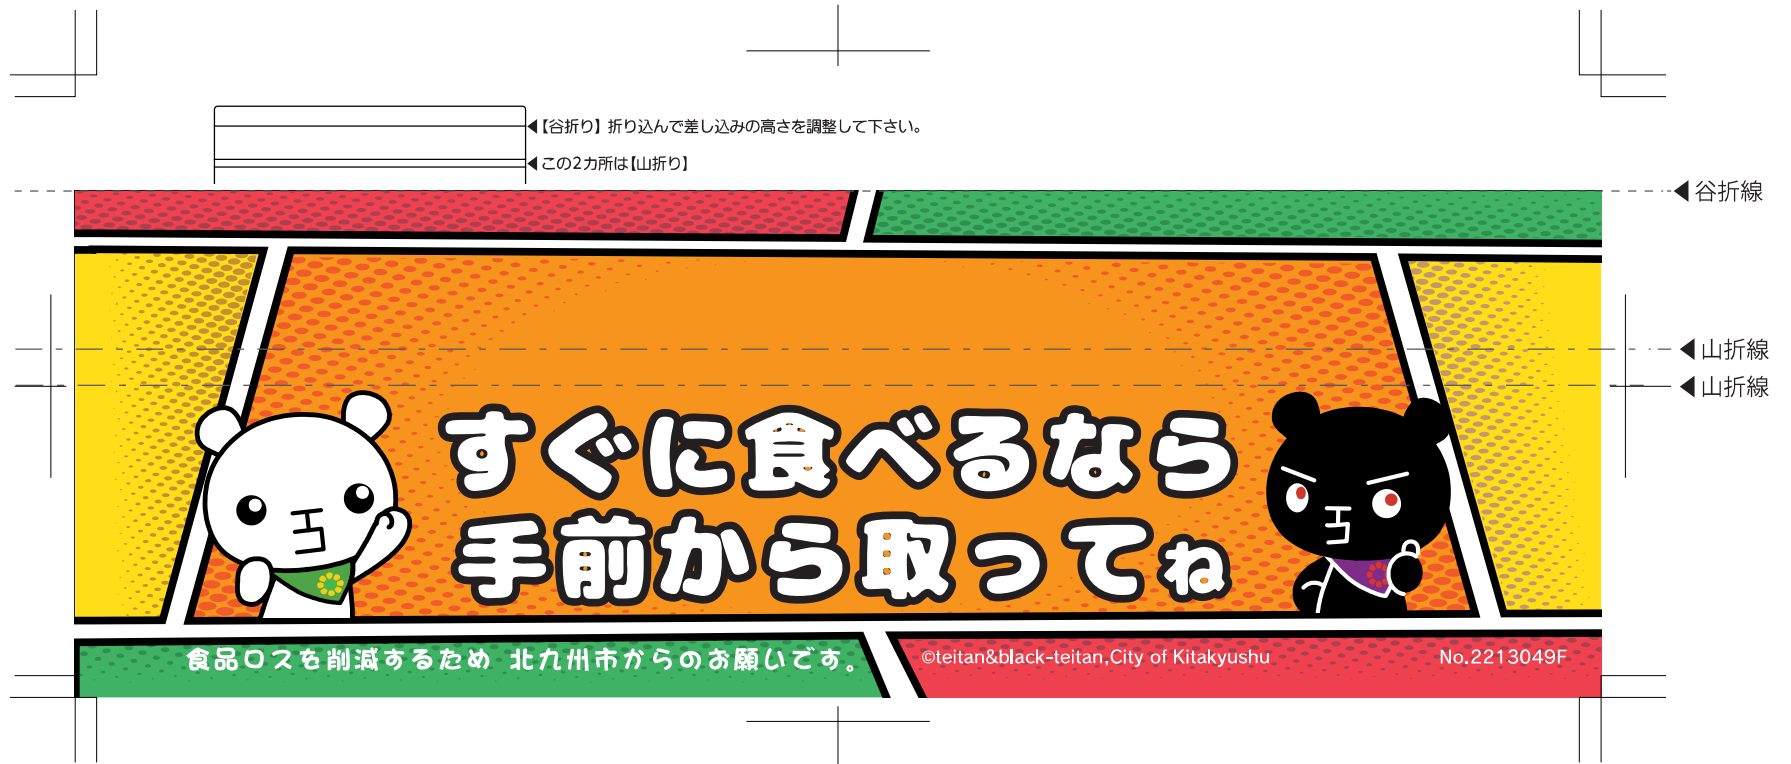 ◀【谷折り】折り込んで差し込みの高さを調整して下さい。
◀この2カ所は【山折り】
◀谷折線
◀山折線
◀山折線
すぐに食べるなら
手前から取ってね
食品ロスを削減するため 北九州市からのお願いです。
©teitan&black-teitan,City of Kitakyushu
No.2213049F